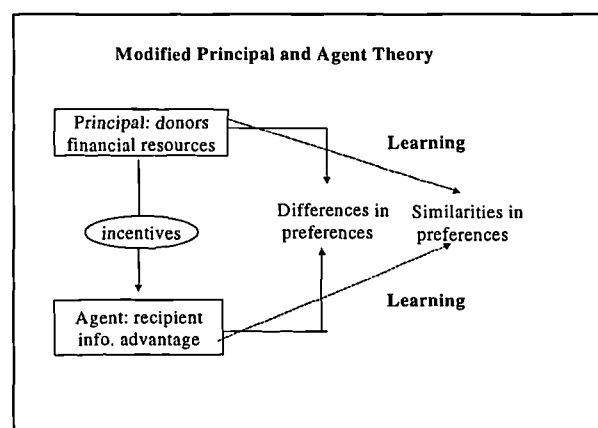 Modified Principal and Agent Theory
Principal: donors
financial resources
Learning
Differences in
preferences
Similarities in
preferences
incentives
Learning
Agent: recipient
info. advantage